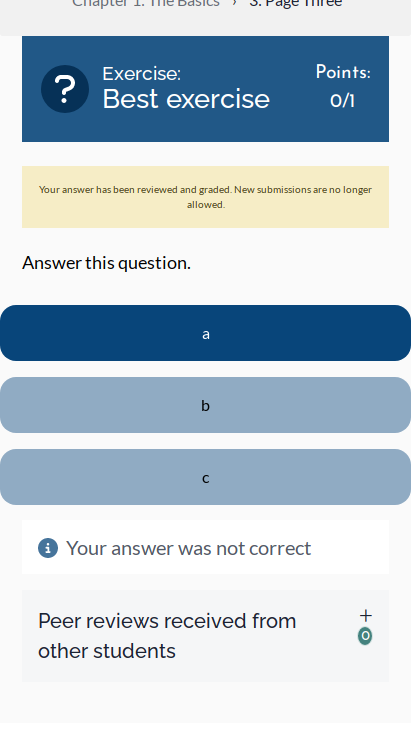 Chapter 1: The Basics › 3. Page Three
Exercise:
Best exercise
Points:
0/1
Your answer has been reviewed and graded. New submissions are no longer
allowed.
Answer this question.
a
b
c
Your answer was not correct
Peer reviews received from
other students
+
0